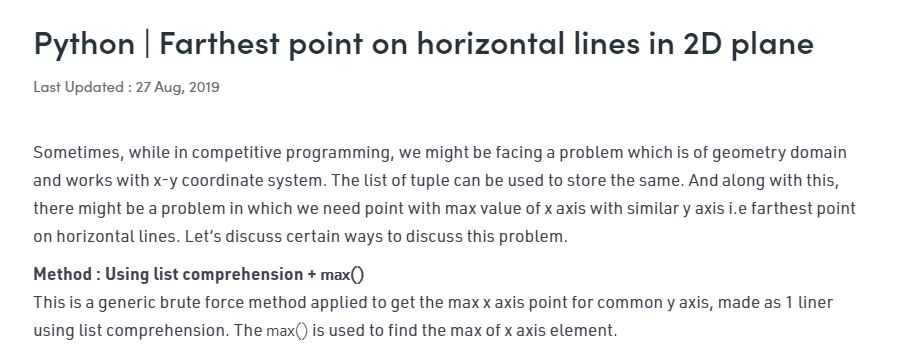 Python | Farthest point on horizontal lines in 2D plane
Last Updated : 27 Aug, 2019
Sometimes, while in competitive programming, we might be facing a problem which is of geometry domain
and works with x-y coordinate system. The list of tuple can be used to store the same. And along with this,
there might be a problem in which we need point with max value of x axis with similar y axis i.e farthest point
on horizontal lines. Let’s discuss certain ways to discuss this problem.
Method : Using list comprehension + max()
This is a generic brute force method applied to get the max x axis point for common y axis, made as 1 liner
using list comprehension. The max() is used to find the max of x axis element.